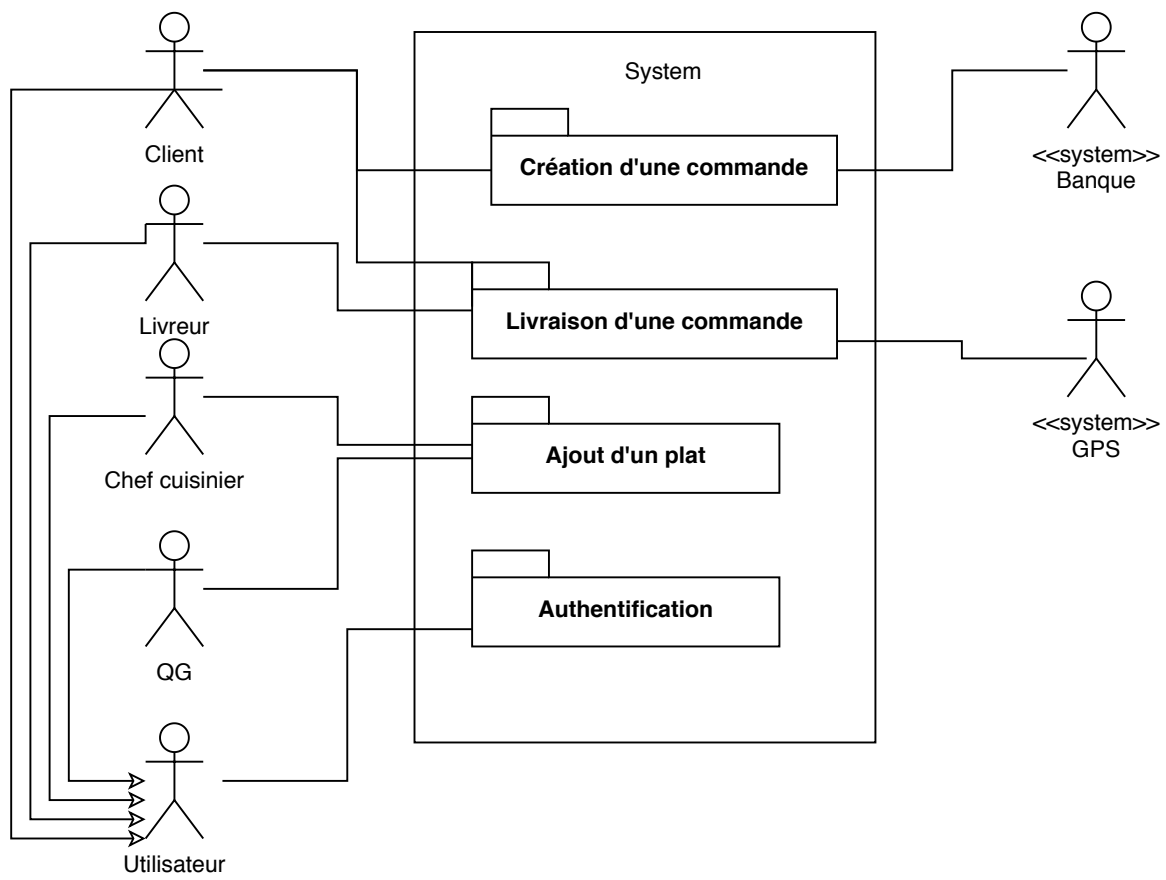 System
Client
Création d'une commande
<<system>>
Banque
Livreur
Livraison d'une commande
<<system>>
GPS
Chef cuisinier
Ajout d'un plat
QG
Authentification
Utilisateur